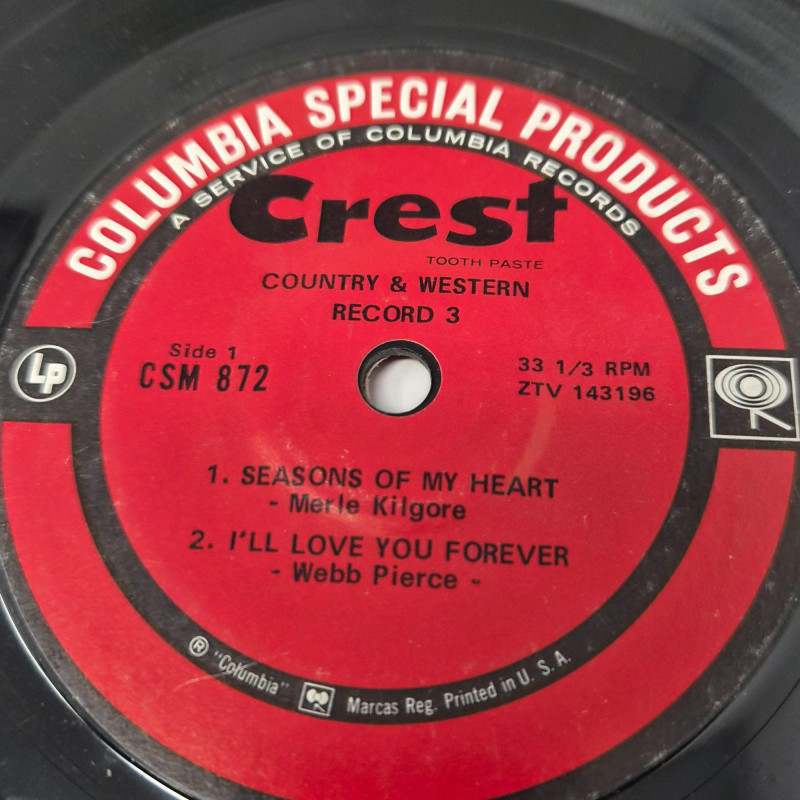 COLUMBIA SPECIAL PRODUCTS
A SERVICE OF COLUMBIA RECORDS
Crest
TOOTH PASTE
COUNTRY & WESTERN
RECORD 3
Side 1
CSM 872
33 1/3 RPM
ZTV 143196
LP
1. SEASONS OF MY HEART
- Merle Kilgore
2. I'LL LOVE YOU FOREVER
- Webb Pierce -
® "Columbia" Marcas Reg. Printed in U. S. A.